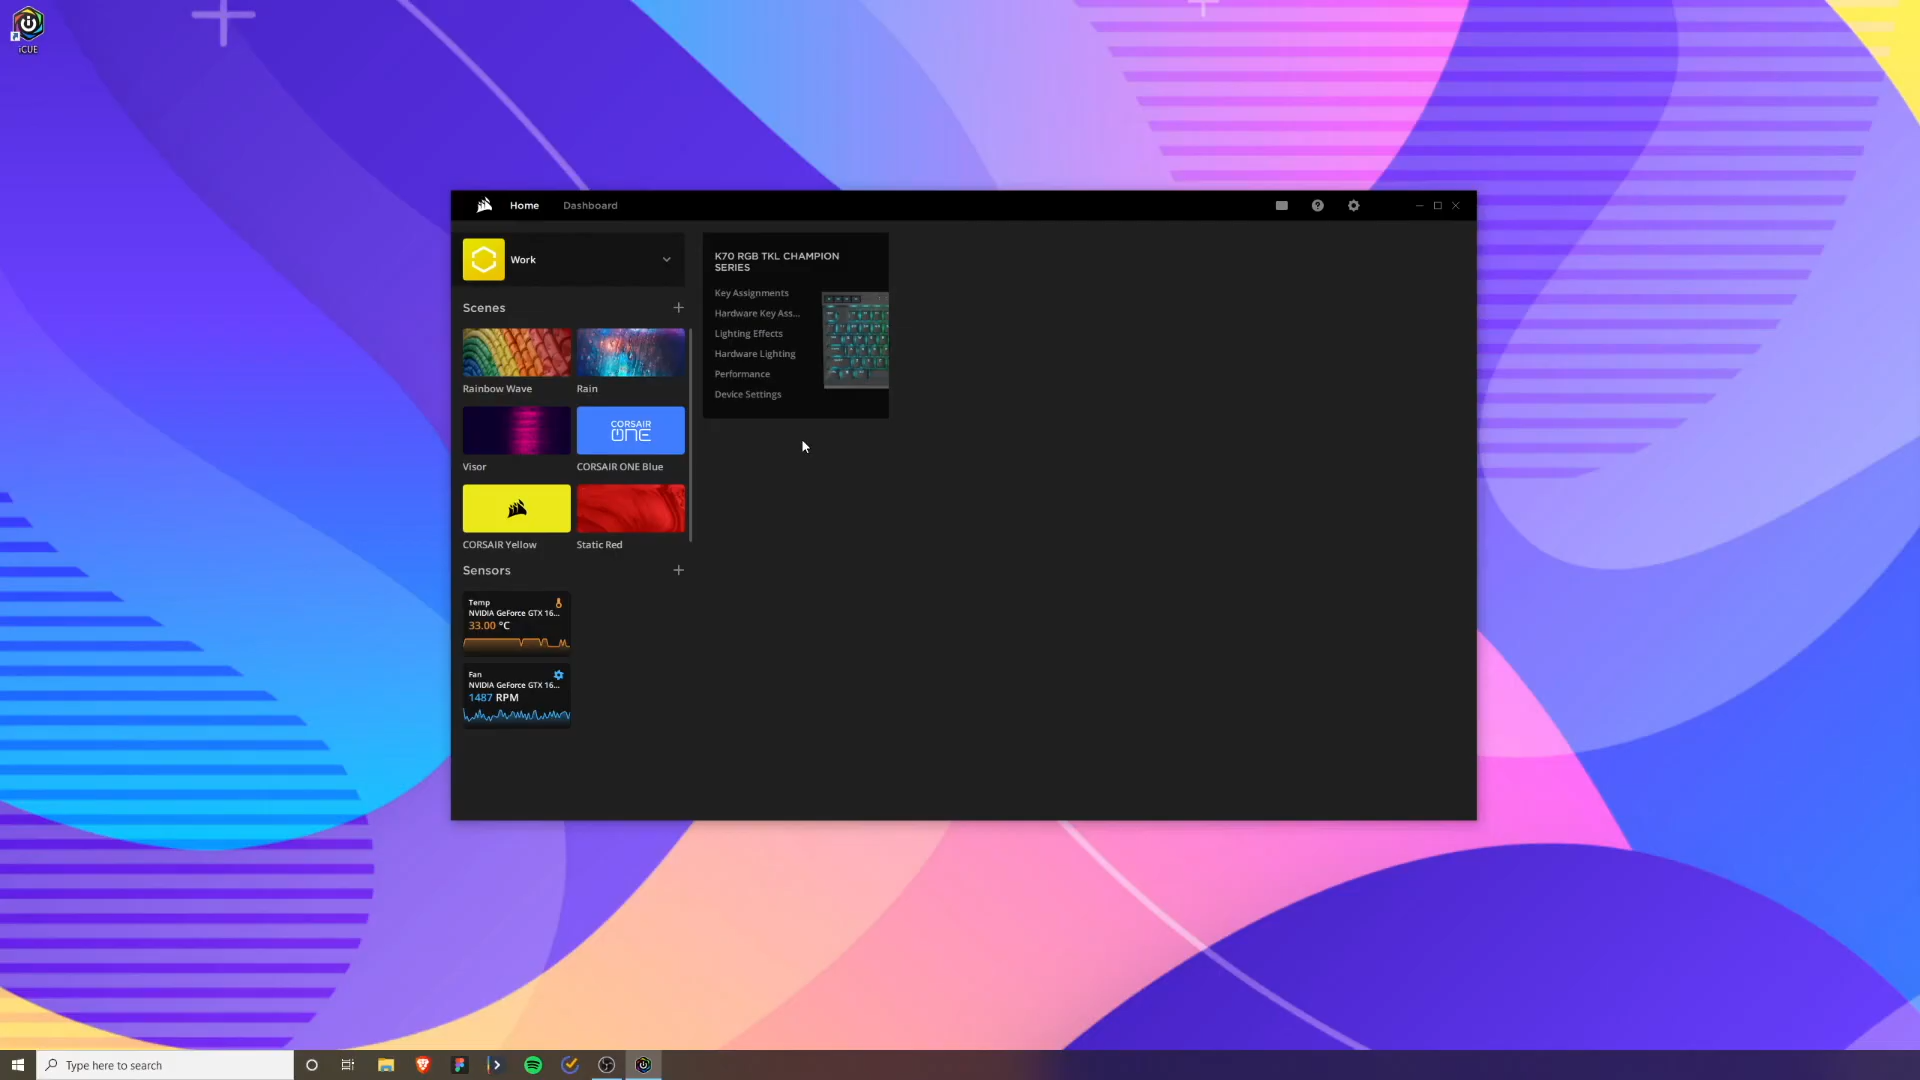 iCUE
Home
Dashboard
Work
Scenes
Rainbow Wave
Rain
CORSAIR
ONE
Visor
CORSAIR ONE Blue
CORSAIR Yellow
Static Red
Sensors
Temp
NVIDIA GeForce GTX 16...
33.00 °C
Fan
NVIDIA GeForce GTX 16...
1487 RPM
K70 RGB TKL CHAMPION
SERIES
Key Assignments
Hardware Key Ass...
Lighting Effects
Hardware Lighting
Performance
Device Settings
Type here to search